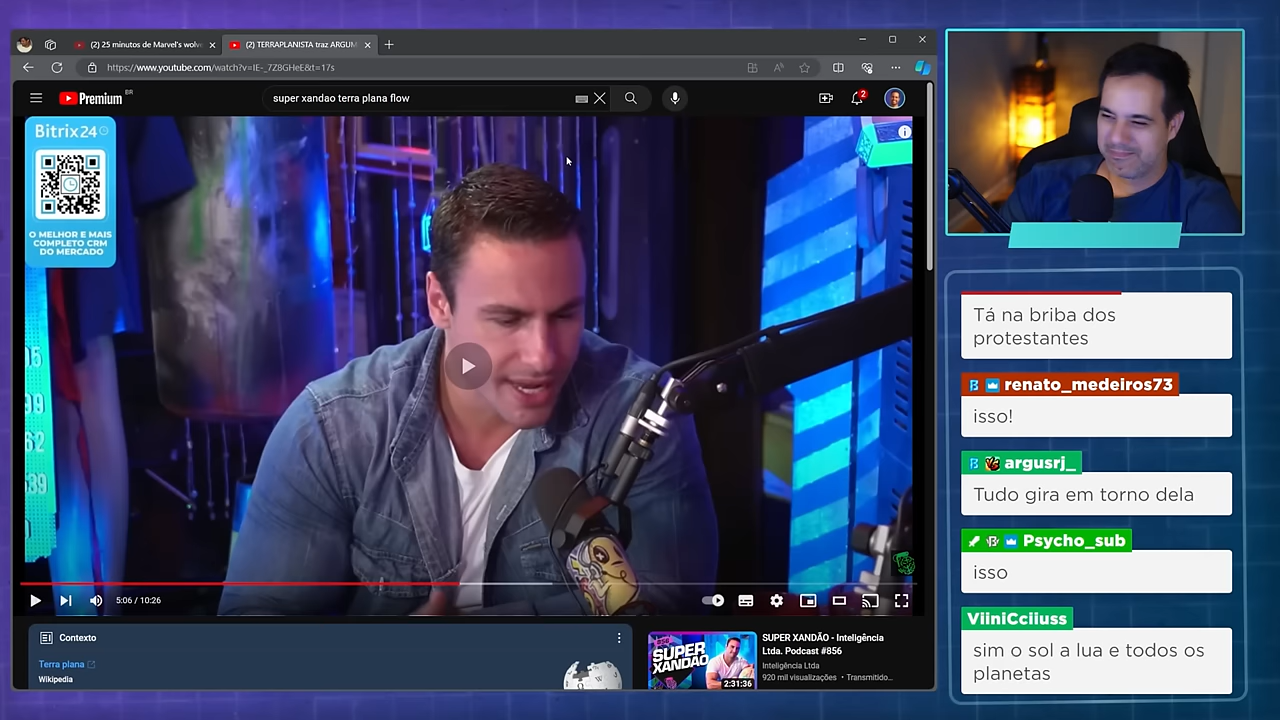 (2) 25 minutos de Marvel's wolve
(2) TERRAPLANISTA traz ARGUM
https://www.youtube.com/watch?v=IE-_7Z8GHeE&t=17s
Premium BR
super xandao terra plana flow
2
Bitrix24
O MELHOR E MAIS
COMPLETO CRM
DO MERCADO
5:06 / 10:26
Contexto
Terra plana
Wikipedia
SUPER
XANDÃO
2:31:36
SUPER XANDÃO - Inteligência
Ltda. Podcast #856
Inteligência Ltda
920 mil visualizações • Transmitido...
Tá na briba dos
protestantes
renato_medeiros73
isso!
argusrj_
Tudo gira em torno dela
Psycho_sub
isso
ViiniCciiuss
sim o sol a lua e todos os
planetas